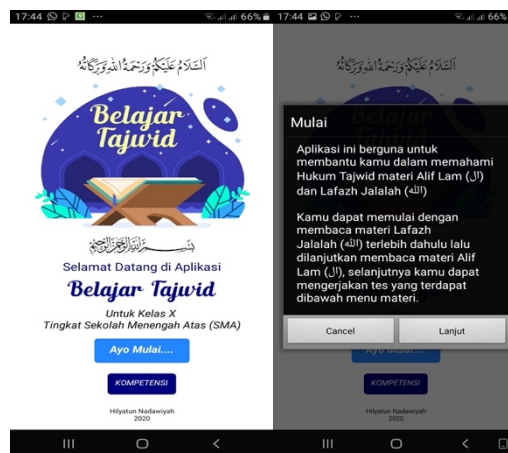 17:44
66%
السَّلَامُ عَلَيْكُمْ وَرَحْمَةُ اللهِ وَبَرَكَاتُهُ
Belajar
Tajwid
بِسْمِ اللهِ الرَّحْمٰنِ الرَّحِيْمِ
Selamat Datang di Aplikasi
Belajar Tajwid
Untuk Kelas X
Tingkat Sekolah Menengah Atas (SMA)
Ayo Mulai....
KOMPETENSI
Hilyatun Nadawiyah
2020
17:44
66%
السَّلَامُ عَلَيْكُمْ وَرَحْمَةُ اللهِ وَبَرَكَاتُهُ
Mulai
Aplikasi ini berguna untuk
membantu kamu dalam memahami
Hukum Tajwid materi Alif Lam (ال)
dan Lafazh Jalalah (الله)
Kamu dapat memulai dengan
membaca materi Lafazh
Jalalah (الله) terlebih dahulu lalu
dilanjutkan membaca materi Alif
Lam (ال), selanjutnya kamu dapat
mengerjakan tes yang terdapat
dibawah menu materi.
Cancel
Lanjut
Ayo Mulai....
KOMPETENSI
Hilyatun Nadawiyah
2020